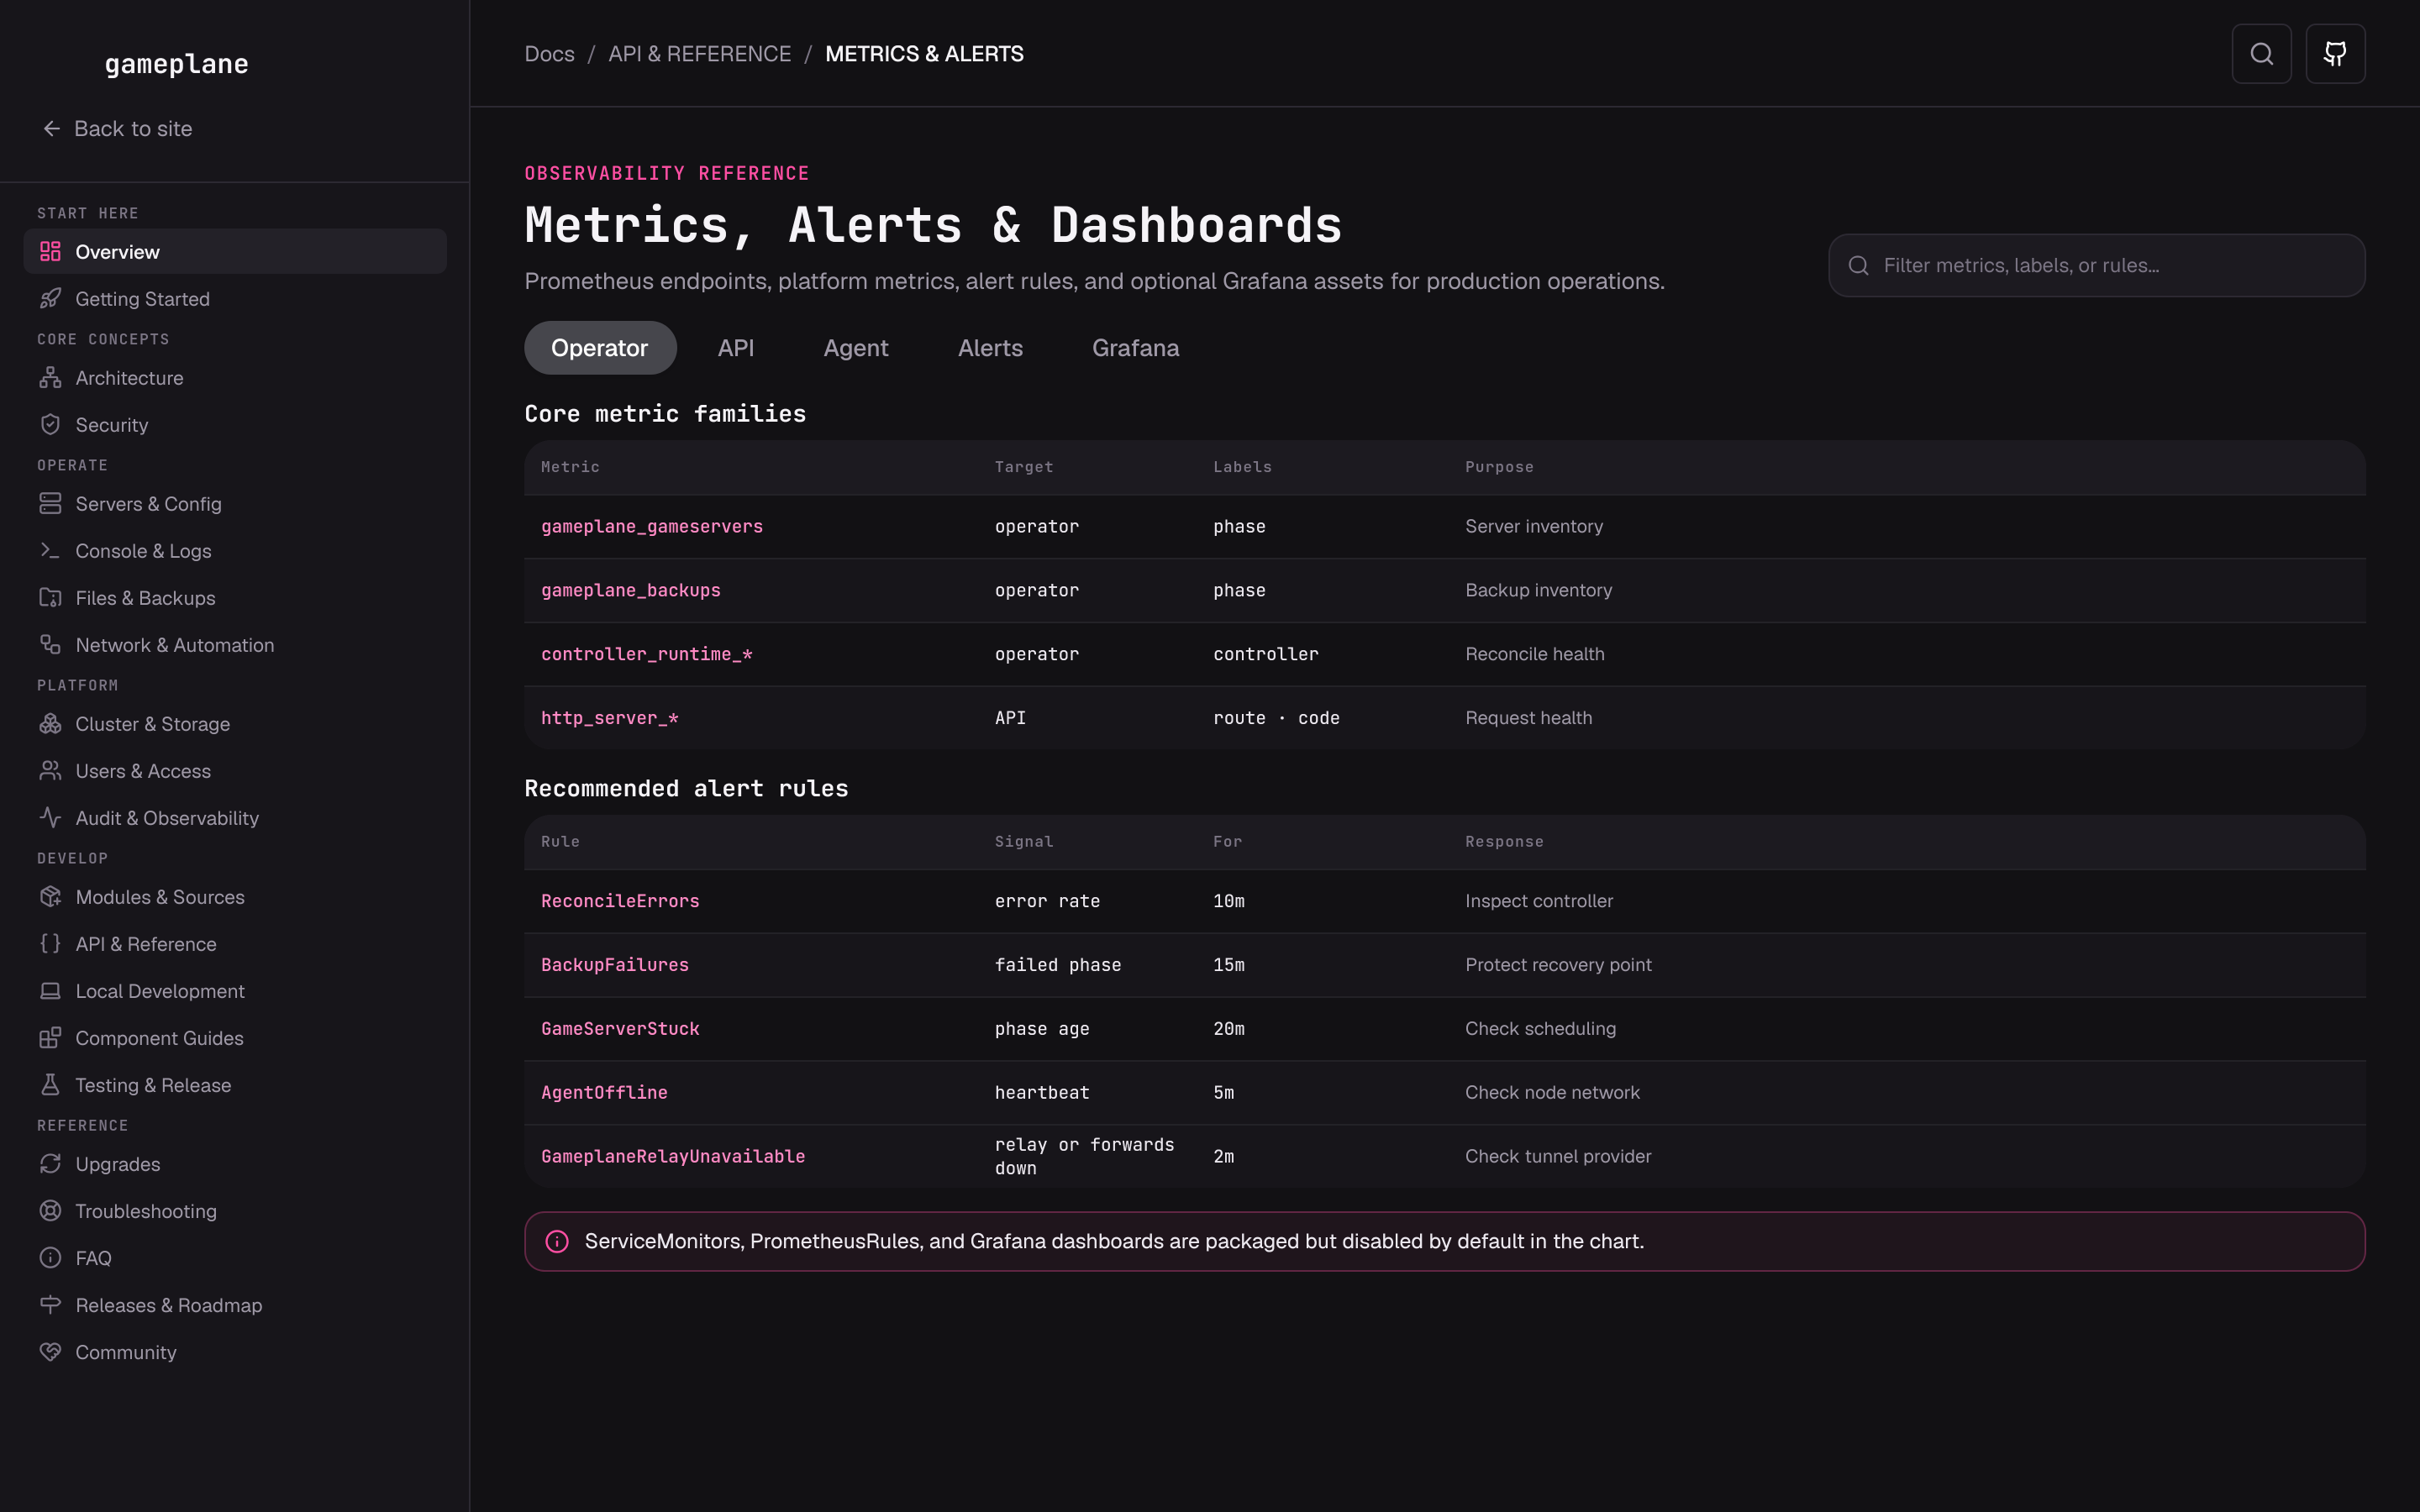 gameplane
Back to site
START HERE
Overview
Getting Started
CORE CONCEPTS
Architecture
Security
OPERATE
Servers & Config
Console & Logs
Files & Backups
Network & Automation
PLATFORM
Cluster & Storage
Users & Access
Audit & Observability
DEVELOP
Modules & Sources
API & Reference
Local Development
Component Guides
Testing & Release
REFERENCE
Upgrades
Troubleshooting
FAQ
Releases & Roadmap
Community
Docs / API & REFERENCE / METRICS & ALERTS
OBSERVABILITY REFERENCE
Metrics, Alerts & Dashboards
Prometheus endpoints, platform metrics, alert rules, and optional Grafana assets for production operations.
Filter metrics, labels, or rules…
Operator API Agent Alerts Grafana
Core metric families
Metric Target Labels Purpose
gameplane_gameservers operator phase Server inventory
gameplane_backups operator phase Backup inventory
controller_runtime_* operator controller Reconcile health
http_server_* API route · code Request health
Recommended alert rules
Rule Signal For Response
ReconcileErrors error rate 10m Inspect controller
BackupFailures failed phase 15m Protect recovery point
GameServerStuck phase age 20m Check scheduling
AgentOffline heartbeat 5m Check node network
GameplaneRelayUnavailable relay or forwards down 2m Check tunnel provider
ServiceMonitors, PrometheusRules, and Grafana dashboards are packaged but disabled by default in the chart.